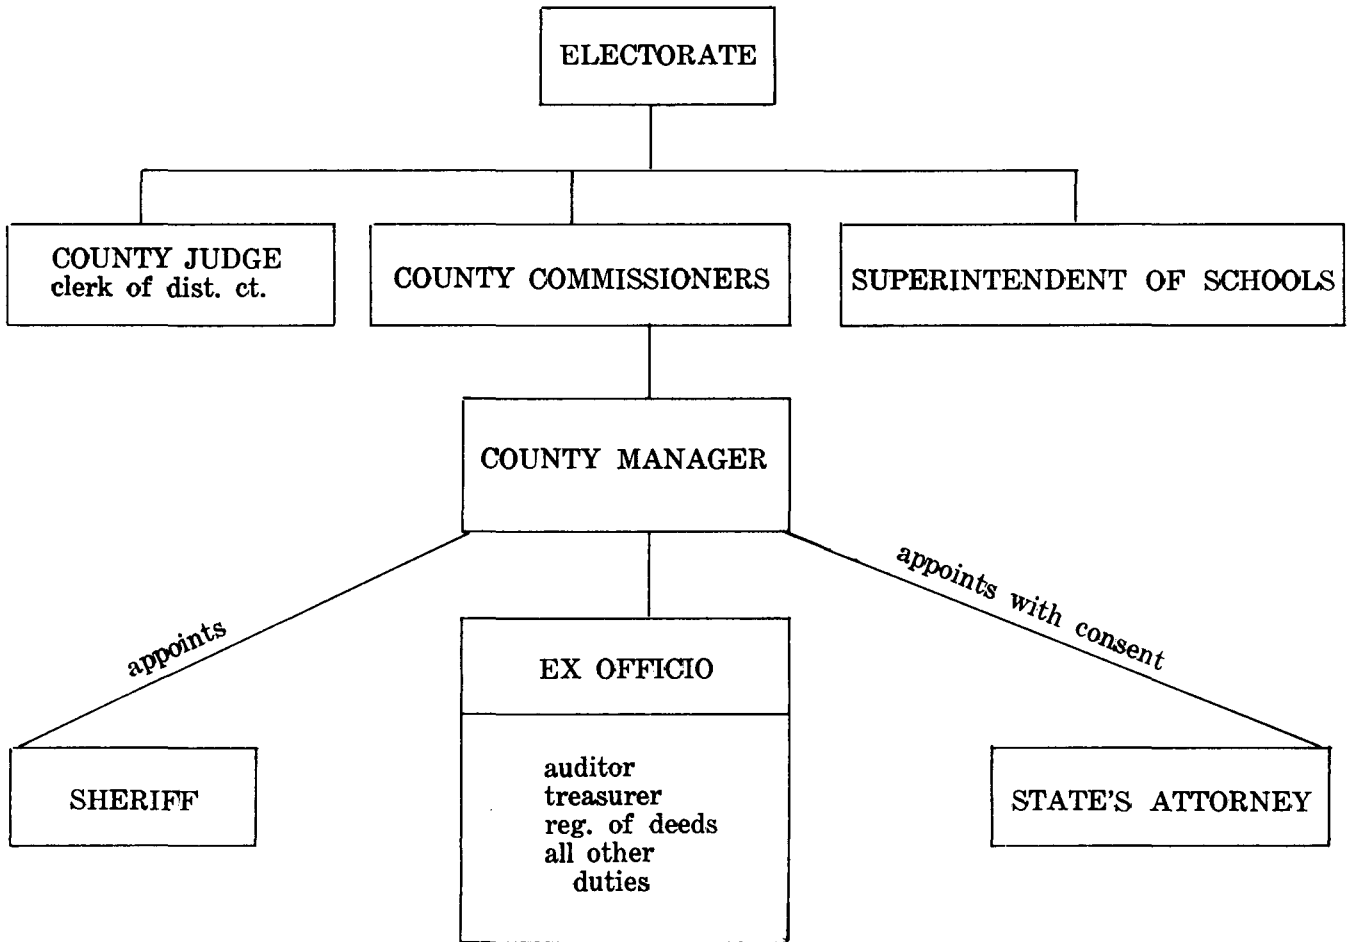 ELECTORATE
COUNTY JUDGE
clerk of dist. ct.
COUNTY COMMISSIONERS
SUPERINTENDENT OF SCHOOLS
COUNTY MANAGER
appoints
appoints with consent
EX OFFICIO
auditor
treasurer
reg. of deeds
all other
duties
SHERIFF
STATE'S ATTORNEY